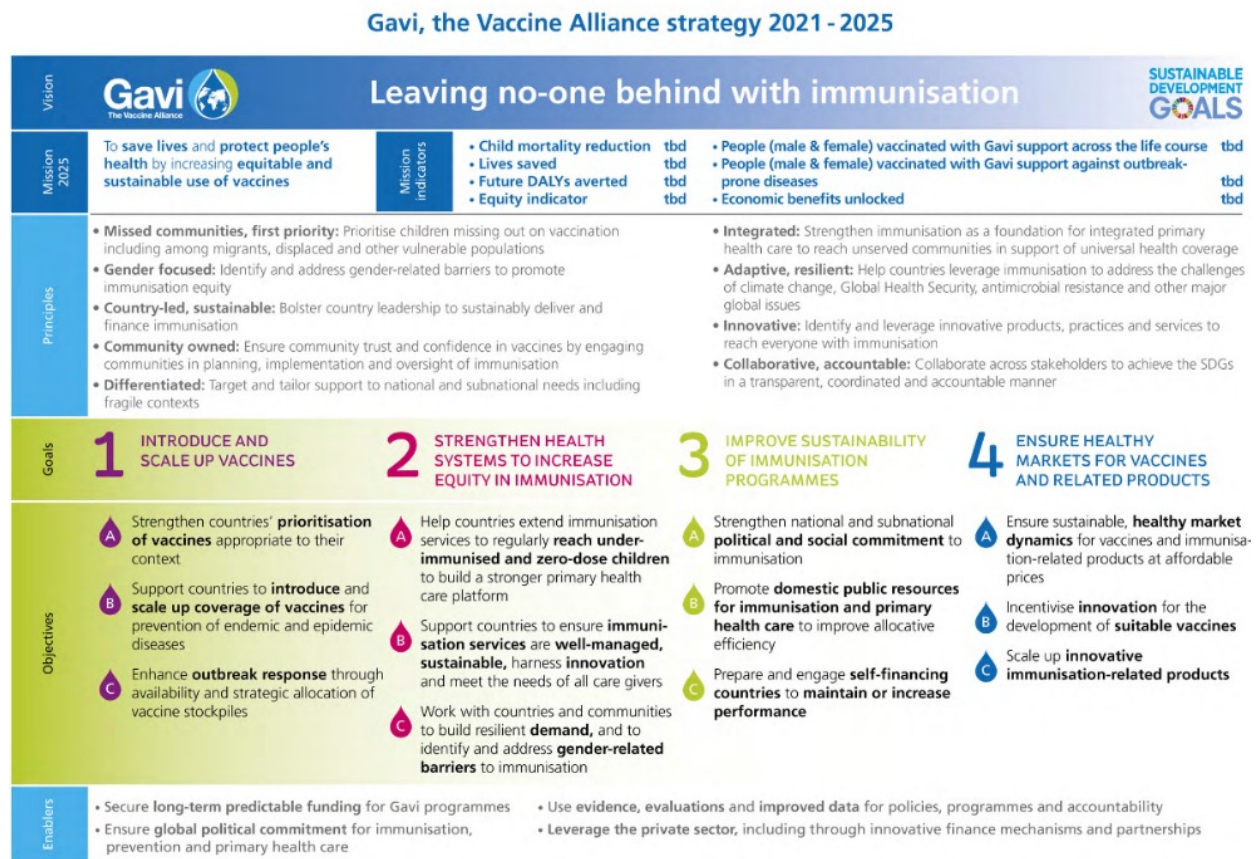 Gavi, the Vaccine Alliance strategy 2021 - 2025
Vision
Gavi
The Vaccine Alliance
Leaving no-one behind with immunisation
SUSTAINABLE
DEVELOPMENT
GOALS
Mission
2025
To save lives and protect people's
health by increasing equitable and
sustainable use of vaccines
Mission
indicators
• Child mortality reduction tbd
• Lives saved tbd
• Future DALYs averted tbd
• Equity indicator tbd
• People (male & female) vaccinated with Gavi support across the life course tbd
• People (male & female) vaccinated with Gavi support against outbreak-
prone diseases tbd
• Economic benefits unlocked tbd
Principles
• Missed communities, first priority: Prioritise children missing out on vaccination
including among migrants, displaced and other vulnerable populations
• Gender focused: Identify and address gender-related barriers to promote
immunisation equity
• Country-led, sustainable: Bolster country leadership to sustainably deliver and
finance immunisation
• Community owned: Ensure community trust and confidence in vaccines by engaging
communities in planning, implementation and oversight of immunisation
• Differentiated: Target and tailor support to national and subnational needs including
fragile contexts
• Integrated: Strengthen immunisation as a foundation for integrated primary
health care to reach unserved communities in support of universal health coverage
• Adaptive, resilient: Help countries leverage immunisation to address the challenges
of climate change, Global Health Security, antimicrobial resistance and other major
global issues
• Innovative: Identify and leverage innovative products, practices and services to
reach everyone with immunisation
• Collaborative, accountable: Collaborate across stakeholders to achieve the SDGs
in a transparent, coordinated and accountable manner
Goals
1 INTRODUCE AND
SCALE UP VACCINES
2 STRENGTHEN HEALTH
SYSTEMS TO INCREASE
EQUITY IN IMMUNISATION
3 IMPROVE SUSTAINABILITY
OF IMMUNISATION
PROGRAMMES
4 ENSURE HEALTHY
MARKETS FOR VACCINES
AND RELATED PRODUCTS
Objectives
A Strengthen countries' prioritisation
of vaccines appropriate to their
context
B Support countries to introduce and
scale up coverage of vaccines for
prevention of endemic and epidemic
diseases
C Enhance outbreak response through
availability and strategic allocation of
vaccine stockpiles
A Help countries extend immunisation
services to regularly reach under-
immunised and zero-dose children
to build a stronger primary health
care platform
B Support countries to ensure immuni-
sation services are well-managed,
sustainable, harness innovation
and meet the needs of all care givers
C Work with countries and communities
to build resilient demand, and to
identify and address gender-related
barriers to immunisation
A Strengthen national and subnational
political and social commitment to
immunisation
B Promote domestic public resources
for immunisation and primary
health care to improve allocative
efficiency
C Prepare and engage self-financing
countries to maintain or increase
performance
A Ensure sustainable, healthy market
dynamics for vaccines and immunisa-
tion-related products at affordable
prices
B Incentivise innovation for the
development of suitable vaccines
C Scale up innovative
immunisation-related products
Enablers
• Secure long-term predictable funding for Gavi programmes
• Ensure global political commitment for immunisation,
prevention and primary health care
• Use evidence, evaluations and improved data for policies, programmes and accountability
• Leverage the private sector, including through innovative finance mechanisms and partnerships